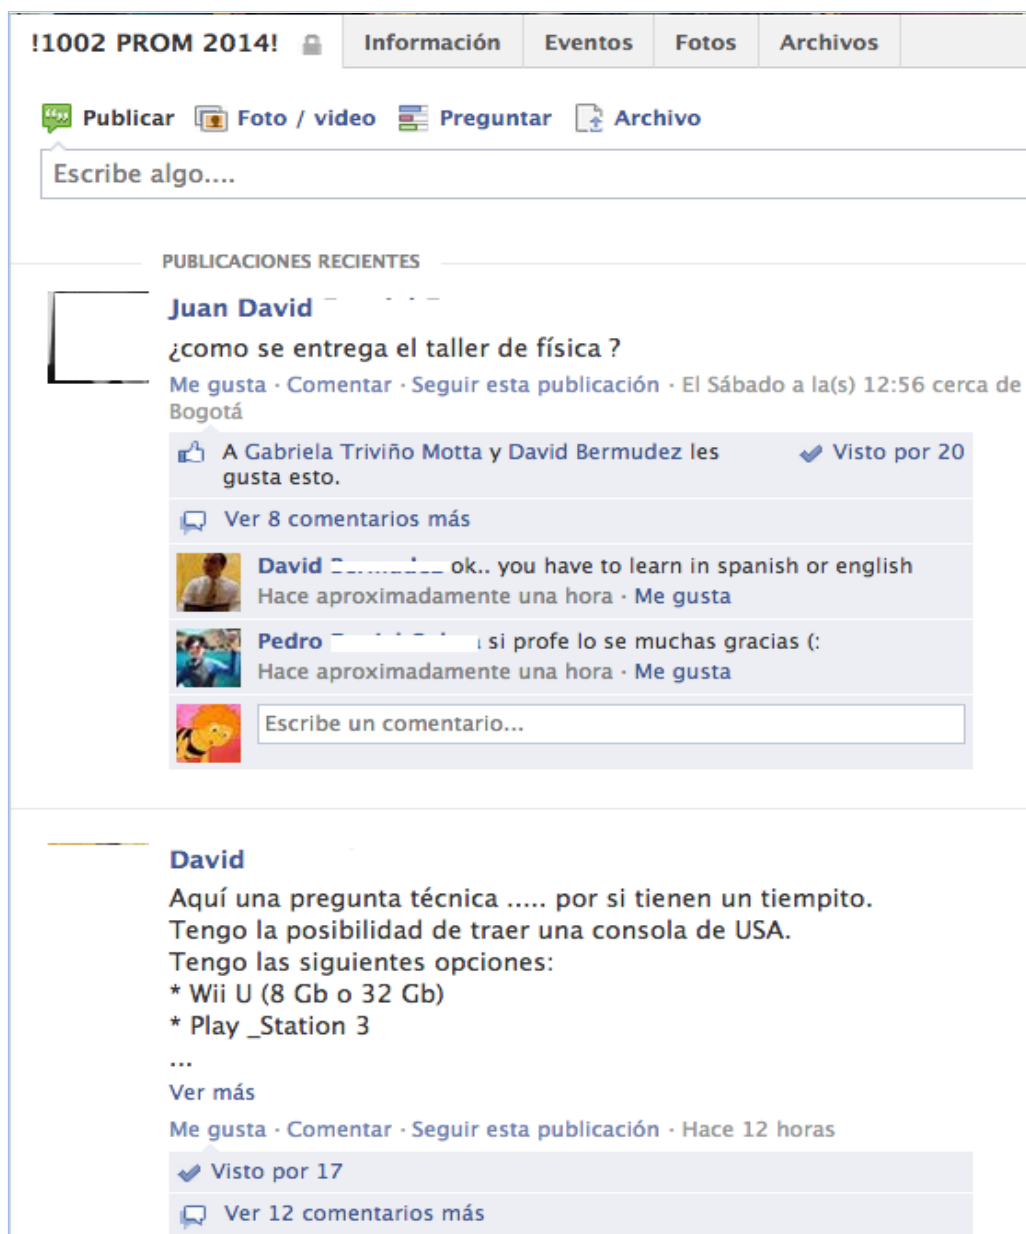 !1002 PROM 2014! Información Eventos Fotos Archivos
Publicar Foto / video Preguntar Archivo
Escribe algo....
PUBLICACIONES RECIENTES
Juan David
¿como se entrega el taller de física ?
Me gusta · Comentar · Seguir esta publicación · El Sábado a la(s) 12:56 cerca de
Bogotá
A Gabriela Triviño Motta y David Bermudez les Visto por 20
gusta esto.
Ver 8 comentarios más
David ok.. you have to learn in spanish or english
Hace aproximadamente una hora · Me gusta
Pedro si profe lo se muchas gracias (:
Hace aproximadamente una hora · Me gusta
Escribe un comentario...
David
Aquí una pregunta técnica ..... por si tienen un tiempito.
Tengo la posibilidad de traer una consola de USA.
Tengo las siguientes opciones:
* Wii U (8 Gb o 32 Gb)
* Play _Station 3
...
Ver más
Me gusta · Comentar · Seguir esta publicación · Hace 12 horas
Visto por 17
Ver 12 comentarios más